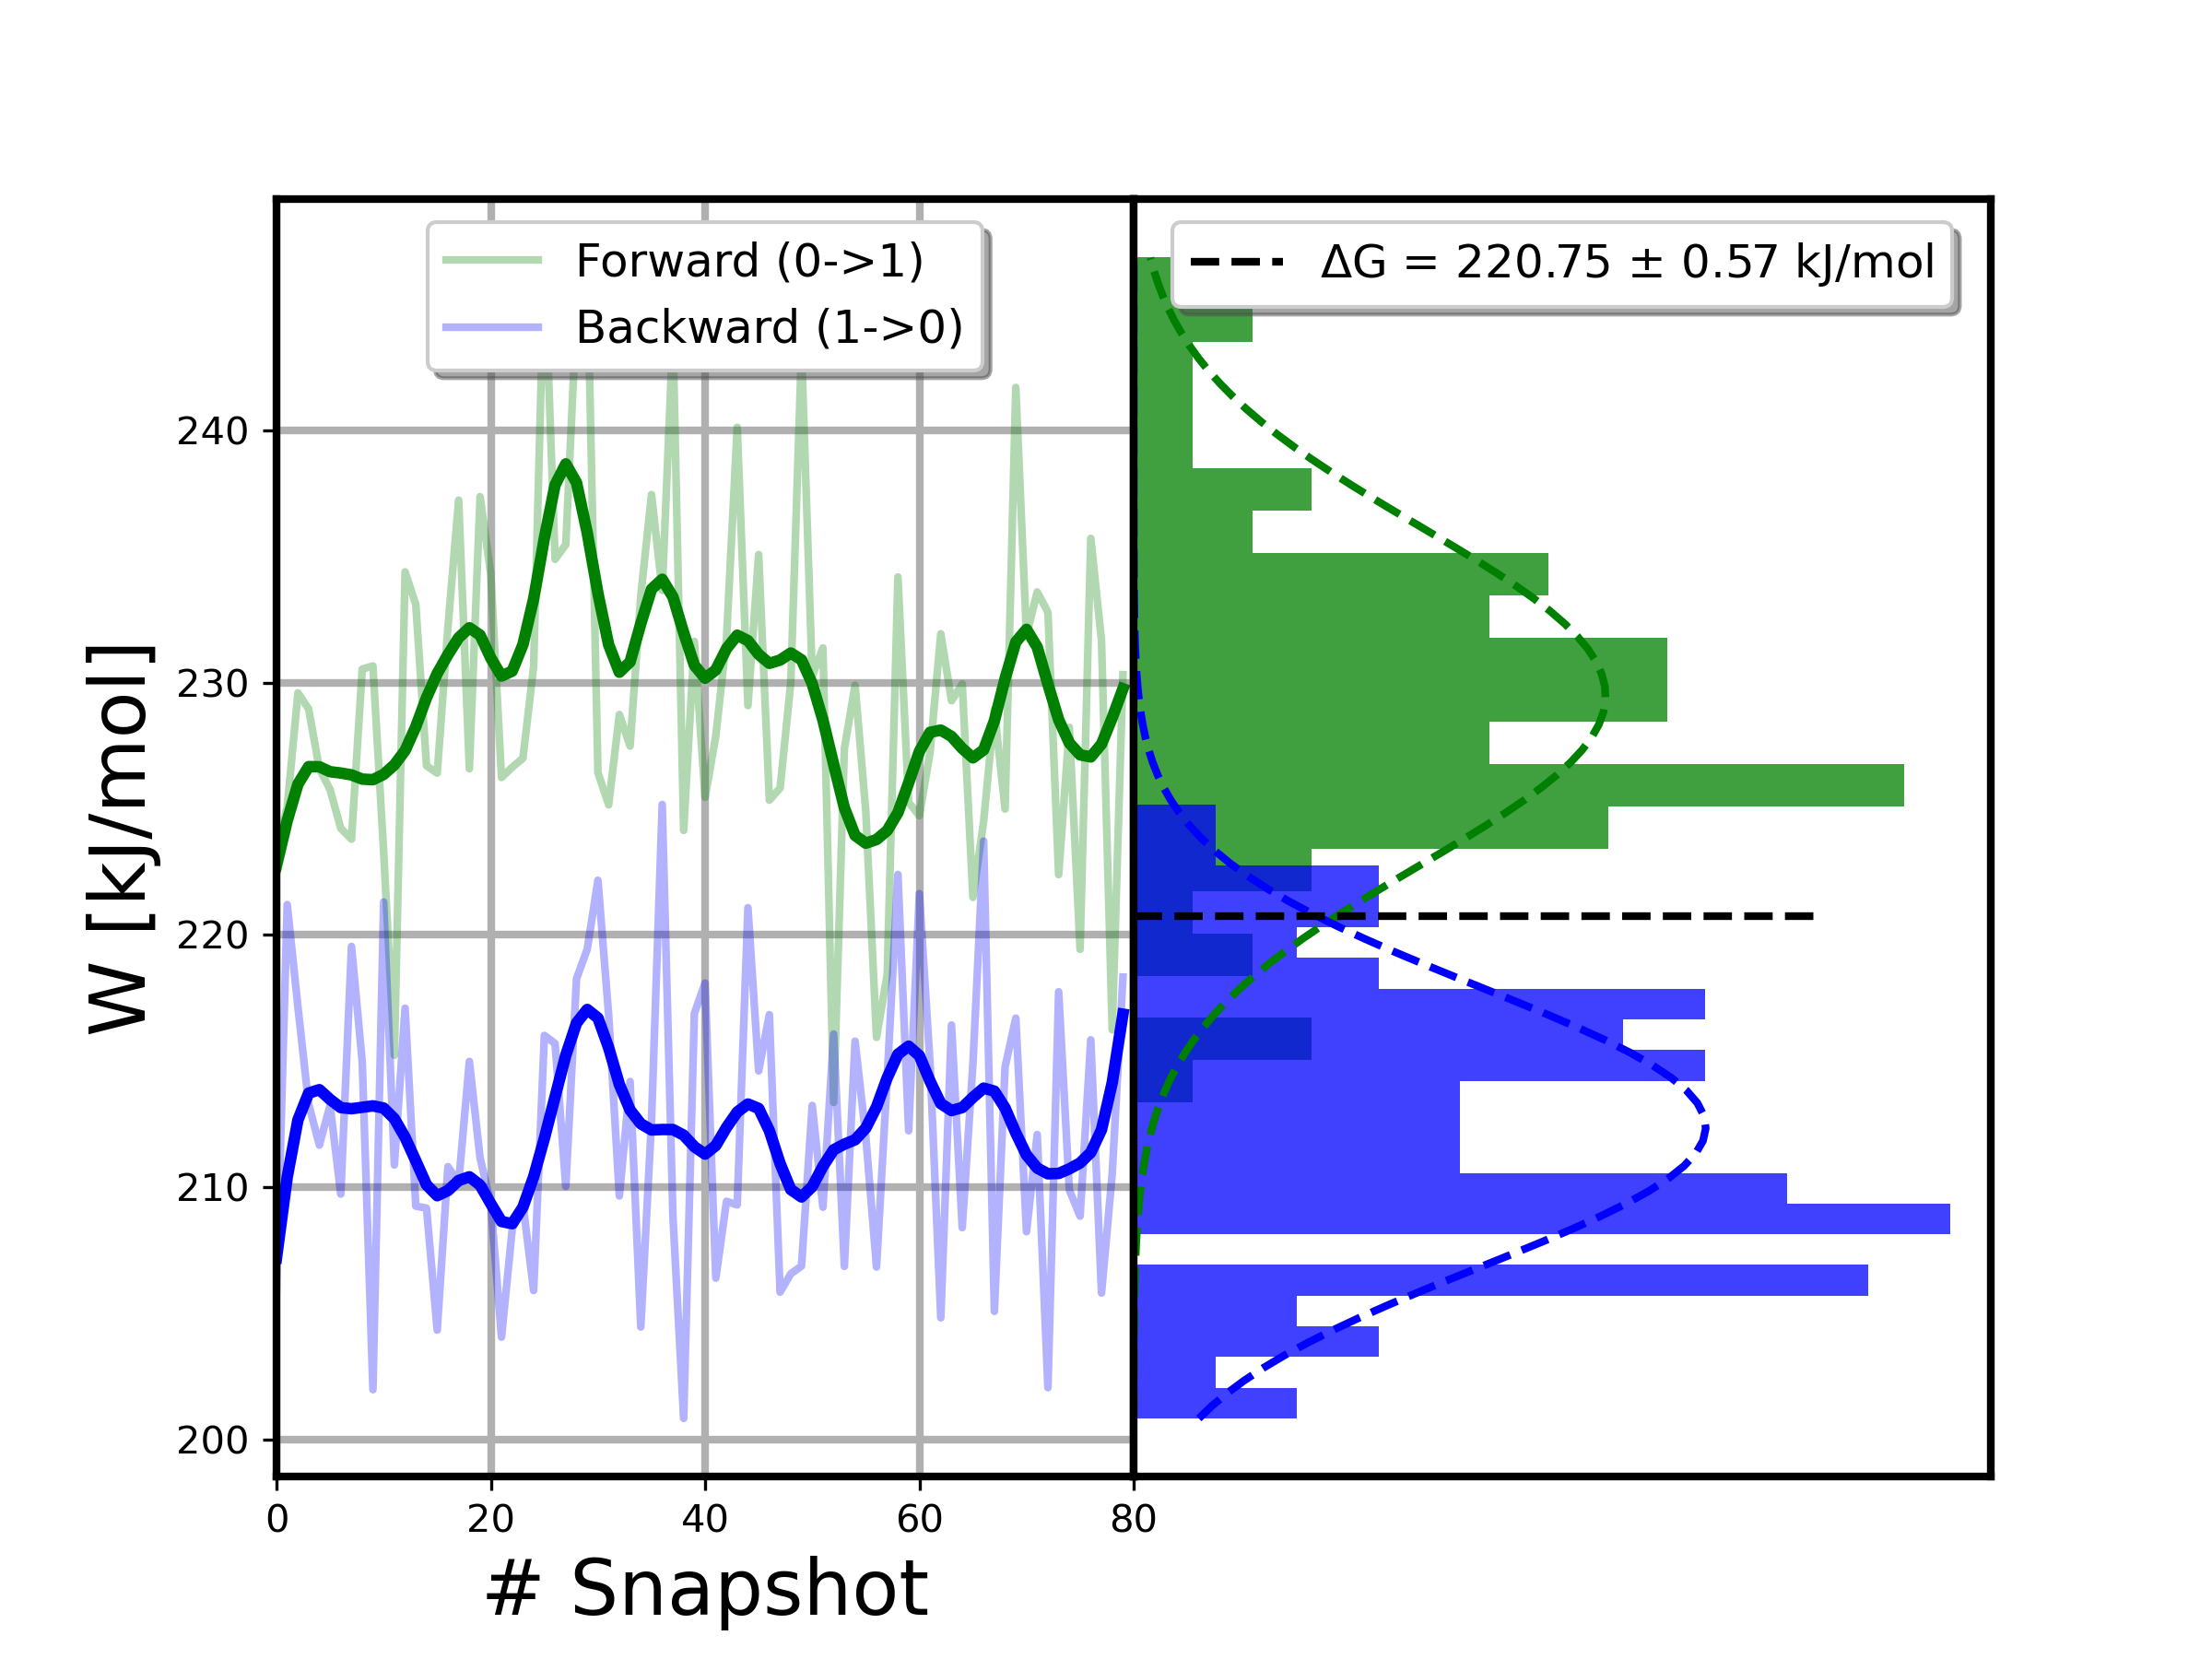 Forward (0->1)
Backward (1->0)
ΔG = 220.75 ± 0.57 kJ/mol
W [kJ/mol]
240
230
220
210
200
0 20 40 60 80
# Snapshot